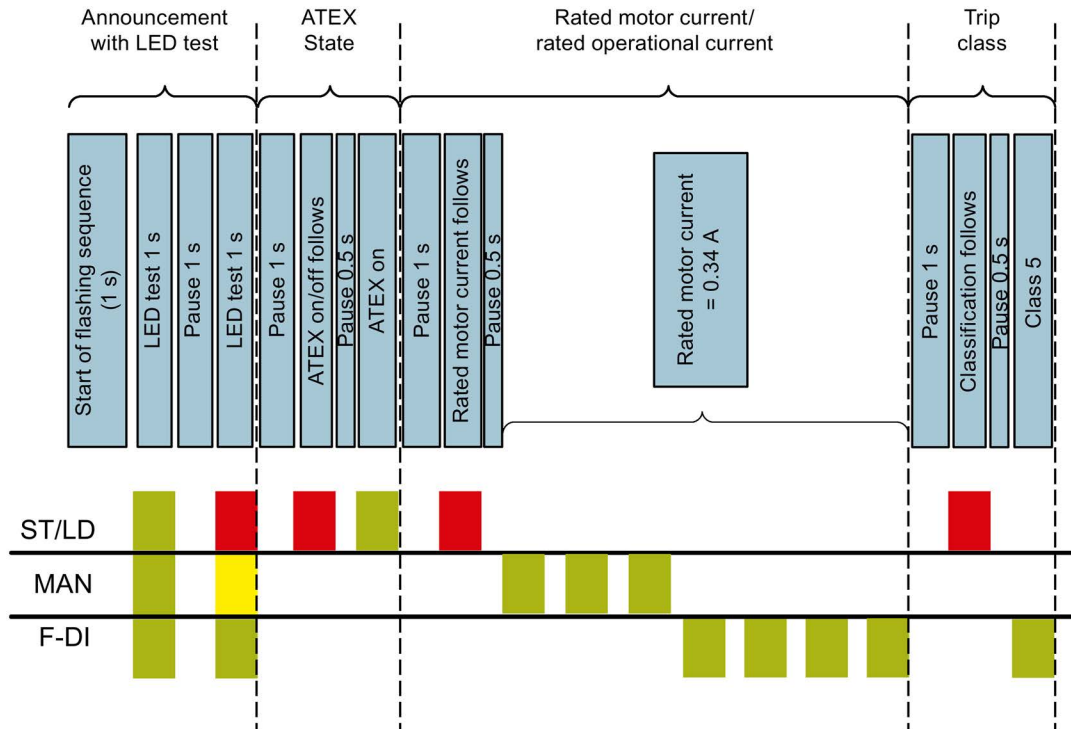 Announcement
with LED test
ATEX
State
Rated motor current/
rated operational current
Trip
class
Start of flashing sequence
(1 s)
LED test 1 s
Pause 1 s
LED test 1 s
Pause 1 s
ATEX on/off follows
Pause 0.5 s
ATEX on
Pause 1 s
Rated motor current follows
Pause 0.5 s
Rated motor current
= 0.34 A
Pause 1 s
Classification follows
Pause 0.5 s
Class 5
ST/LD
MAN
F-DI